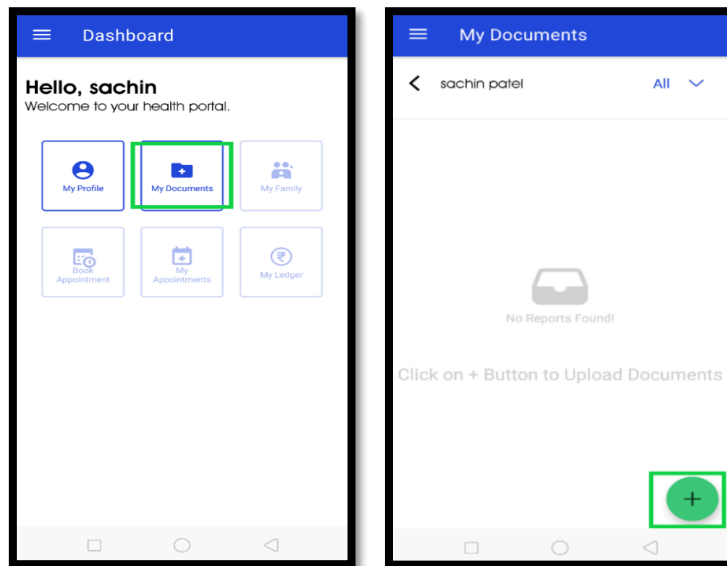 Dashboard
Hello, sachin
Welcome to your health portal.
My Profile
My Documents
My Family
Book
Appointment
My
Appointments
My Ledger
My Documents
sachin patel
All
No Reports Found!
Click on + Button to Upload Documents
+